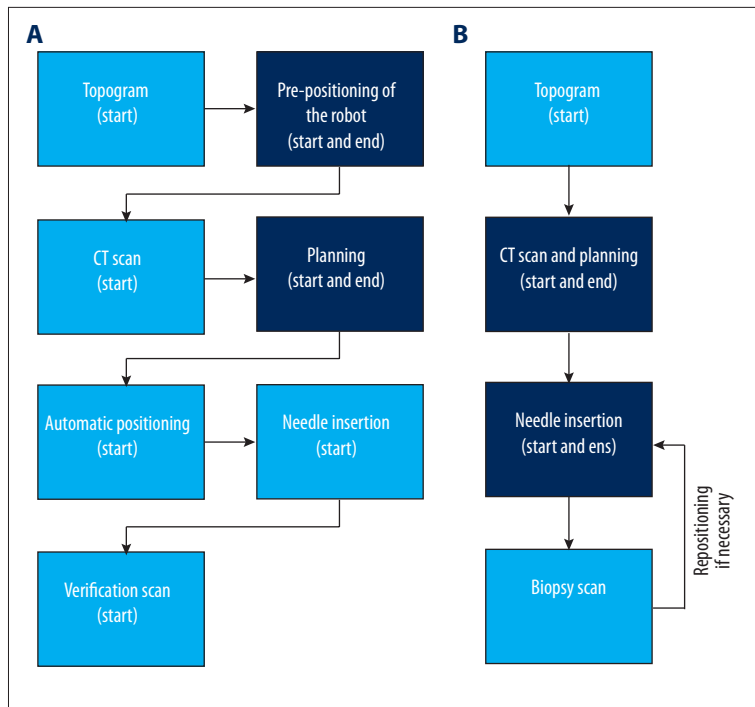 A
Topogram
(start)
Pre-positioning of
the robot
(start and end)
CT scan
(start)
Planning
(start and end)
Automatic positioning
(start)
Needle insertion
(start)
Verification scan
(start)
B
Topogram
(start)
CT scan and planning
(start and end)
Needle insertion
(start and ens)
Biopsy scan
Repositioning
if necessary